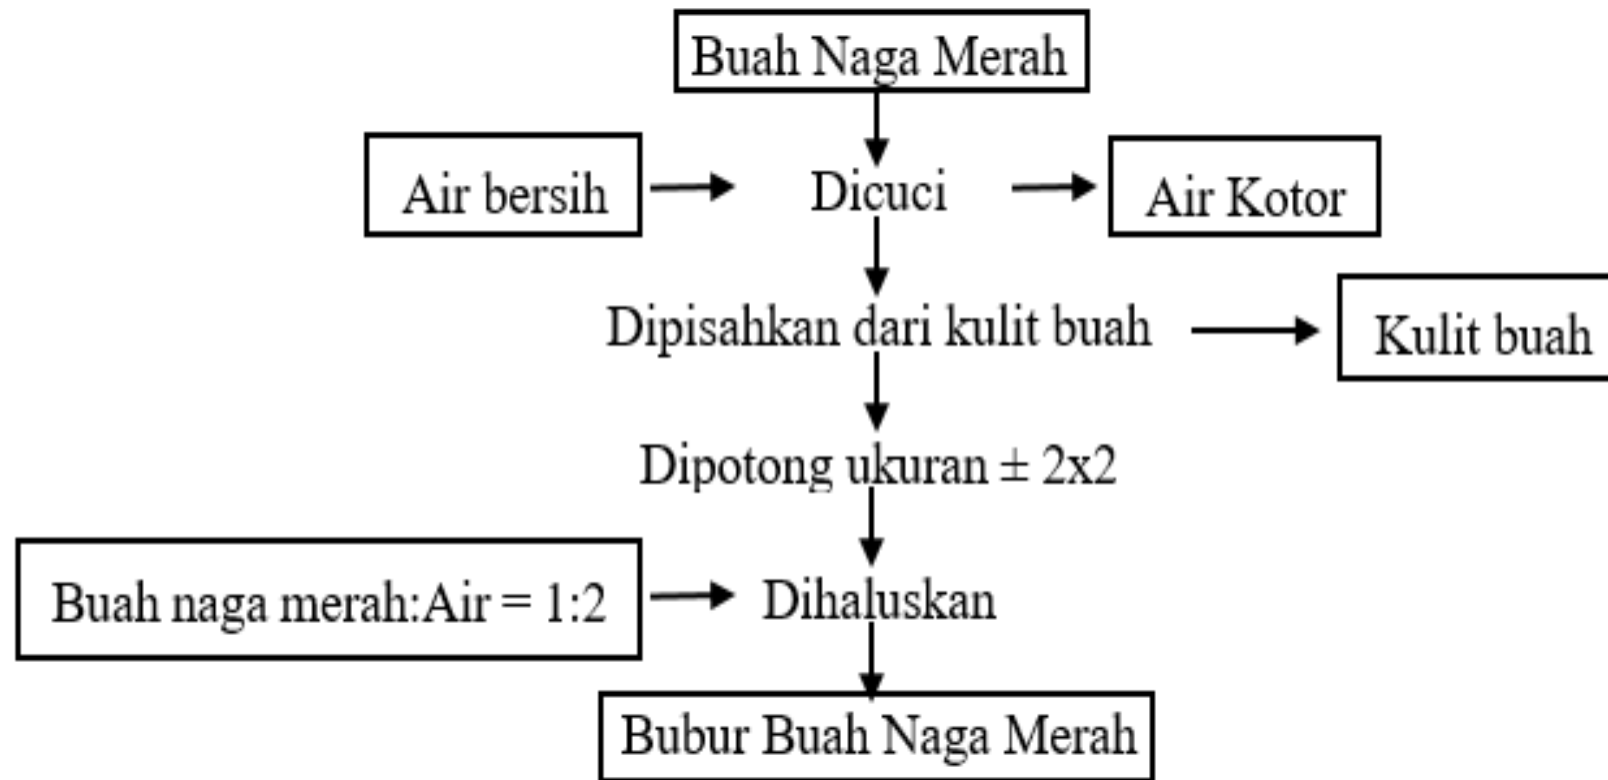 Buah Naga Merah
Air bersih
Dicuci
Air Kotor
Dipisahkan dari kulit buah
Kulit buah
Dipotong ukuran ± 2x2
Buah naga merah:Air = 1:2
Dihaluskan
Bubur Buah Naga Merah